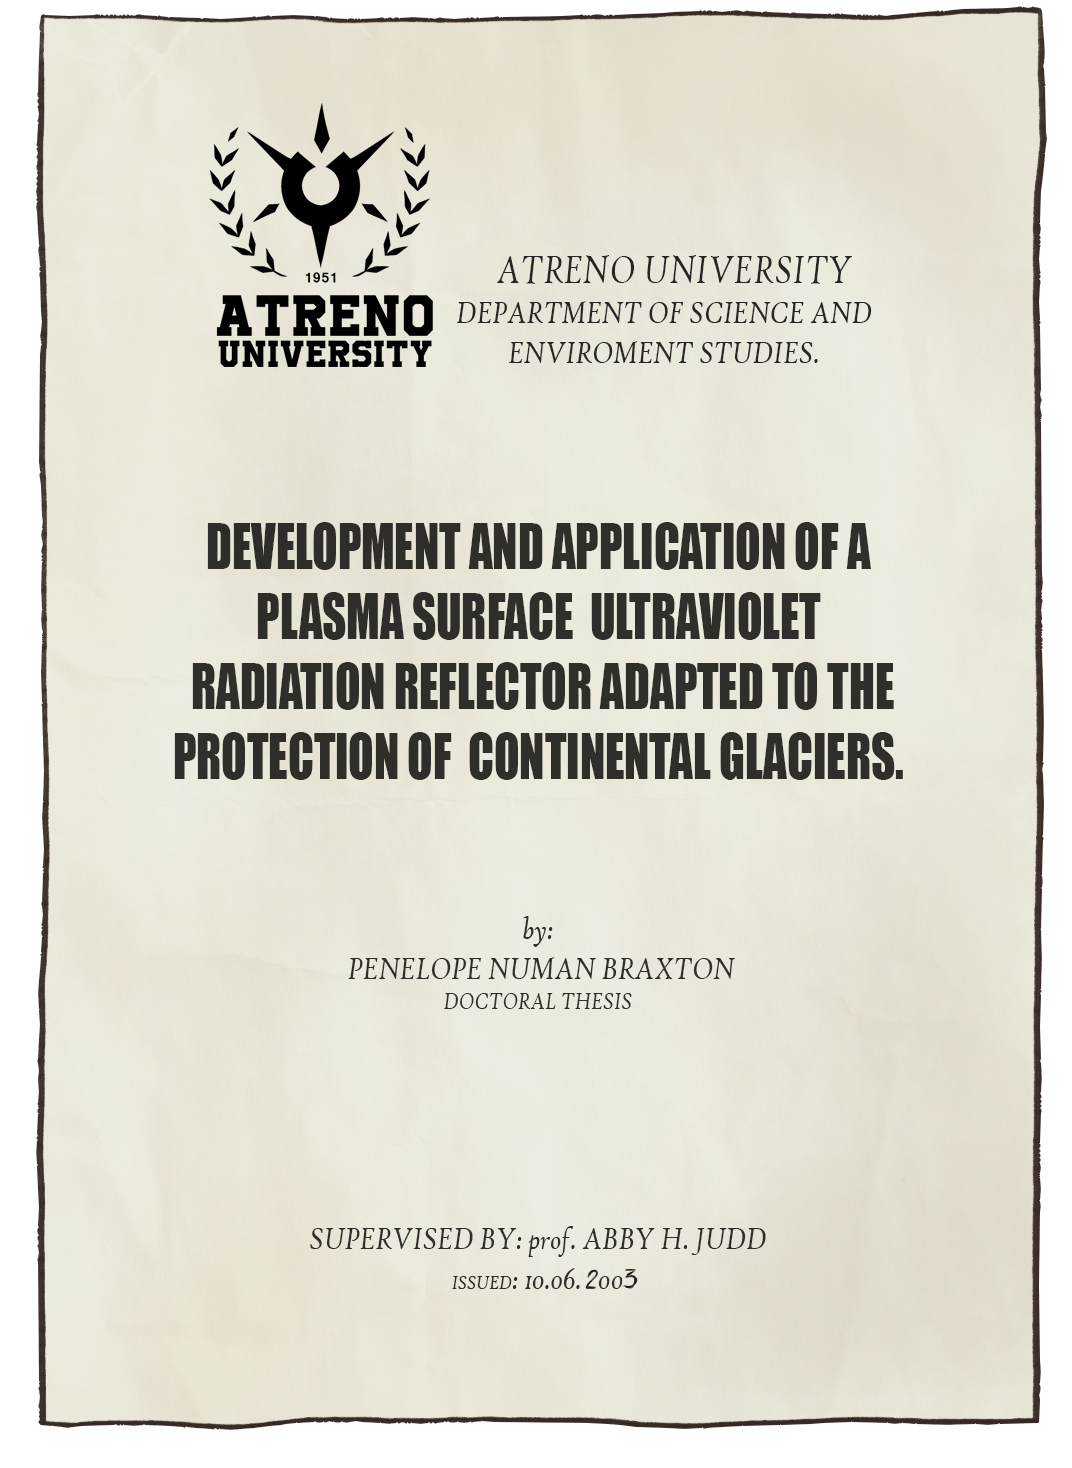 1951
ATRENO
UNIVERSITY
ATRENO UNIVERSITY
DEPARTMENT OF SCIENCE AND
ENVIROMENT STUDIES.
DEVELOPMENT AND APPLICATION OF A
PLASMA SURFACE ULTRAVIOLET
RADIATION REFLECTOR ADAPTED TO THE
PROTECTION OF CONTINENTAL GLACIERS.
by:
PENELOPE NUMAN BRAXTON
DOCTORAL THESIS
SUPERVISED BY: prof. ABBY H. JUDD
ISSUED: 10.06. 2003